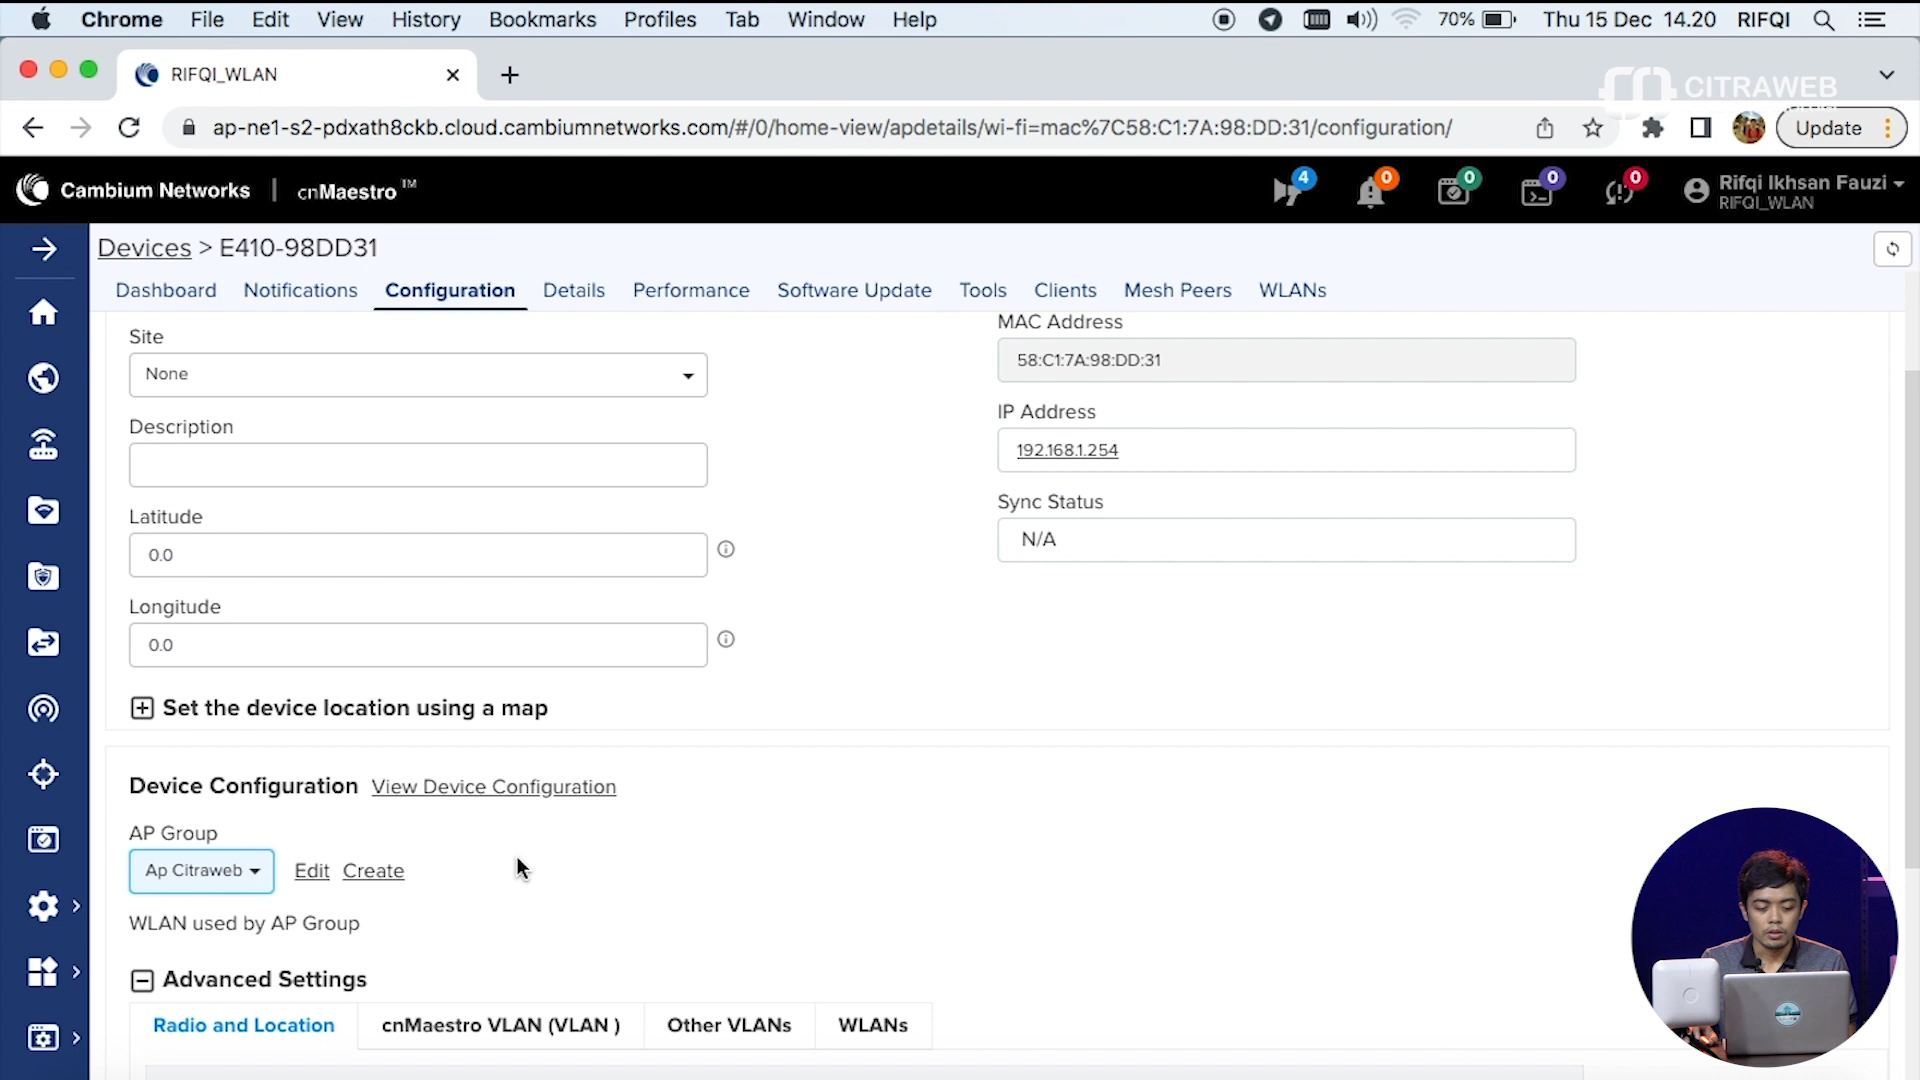 Chrome File Edit View History Bookmarks Profiles Tab Window Help 70% Thu 15 Dec 14.20 RIFQI
RIFQI_WLAN
CITRAWEB
ap-ne1-s2-pdxath8ckb.cloud.cambiumnetworks.com/#/0/home-view/apdetails/wi-fi=mac%7C58:C1:7A:98:DD:31/configuration/ Update
Cambium Networks | cnMaestro™ 4 0 0 0 0 Rifqi Ikhsan Fauzi
RIFQI_WLAN
Devices > E410-98DD31
Dashboard Notifications Configuration Details Performance Software Update Tools Clients Mesh Peers WLANs
MAC Address
58:C1:7A:98:DD:31
Site
None
IP Address
192.168.1.254
Description
Sync Status
N/A
Latitude
0.0
Longitude
0.0
Set the device location using a map
Device Configuration View Device Configuration
AP Group
Ap Citraweb Edit Create
WLAN used by AP Group
Advanced Settings
Radio and Location cnMaestro VLAN (VLAN ) Other VLANs WLANs